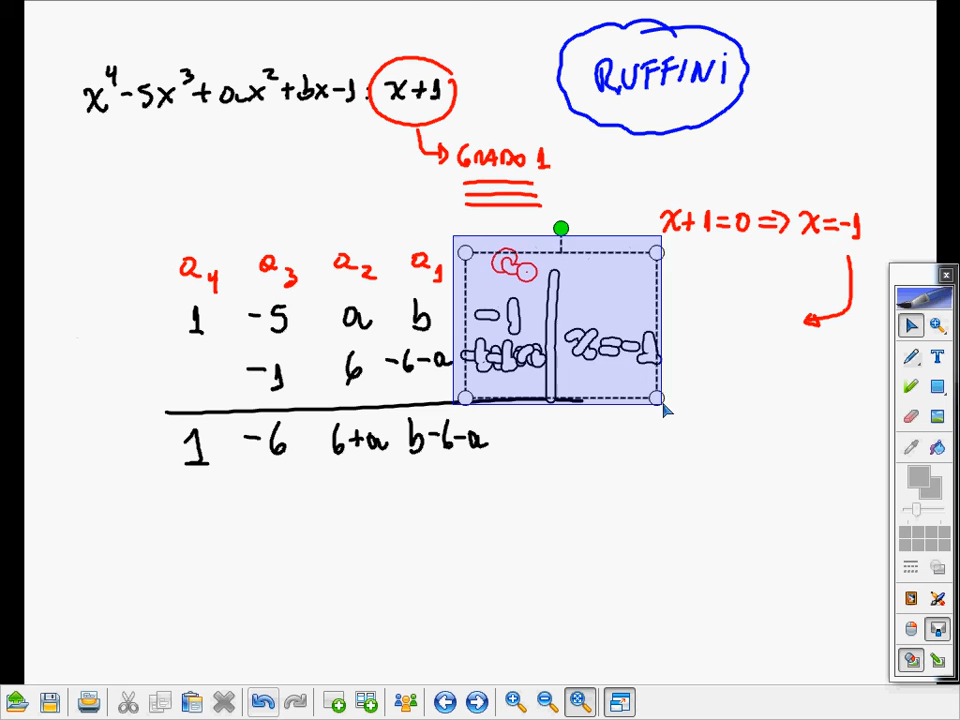 x⁴-5x³+ax²+bx-1: x+1
RUFFINI
GRADO 1
x+1=0 => x=-1
a₄ a₃ a₂ a₁ a₀
1 -5 a b -1
x=-1
-1 6 -6-a
1 -6 6+a b-6-a